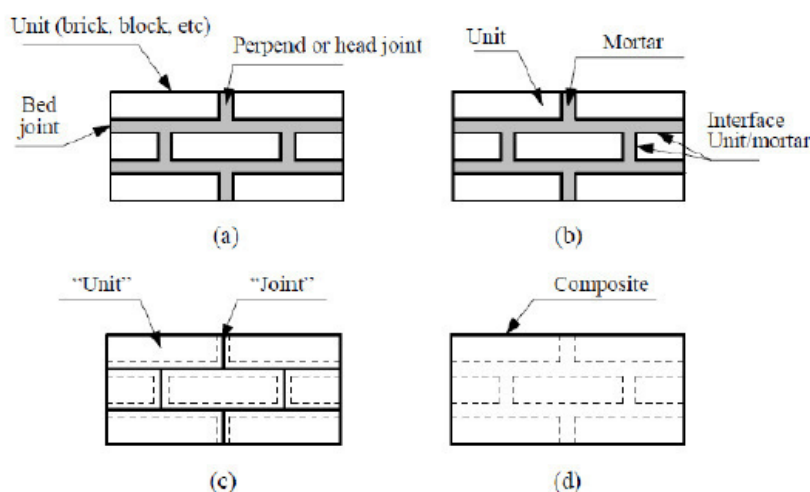 Unit (brick, block, etc)
Perpend or head joint
Bed
joint
(a)
Unit
Mortar
Interface
Unit/mortar
(b)
“Unit”
“Joint”
(c)
Composite
(d)